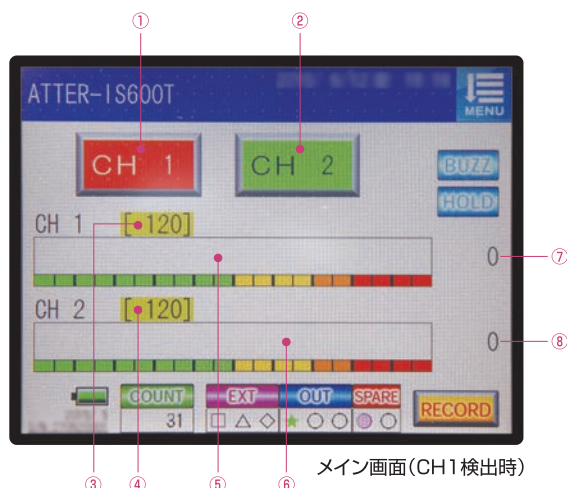 ① ②
ATTER-IS600T
MENU
CH 1 CH 2
BUZZ
HOLD
CH 1 [ 120]
0 ⑦
CH 2 [ 120]
0 ⑧
COUNT EXT OUT SPARE
31 □ △ ◇ ★ ○ ○ ○
RECORD
メイン画面(CH1検出時)
③ ④ ⑤ ⑥